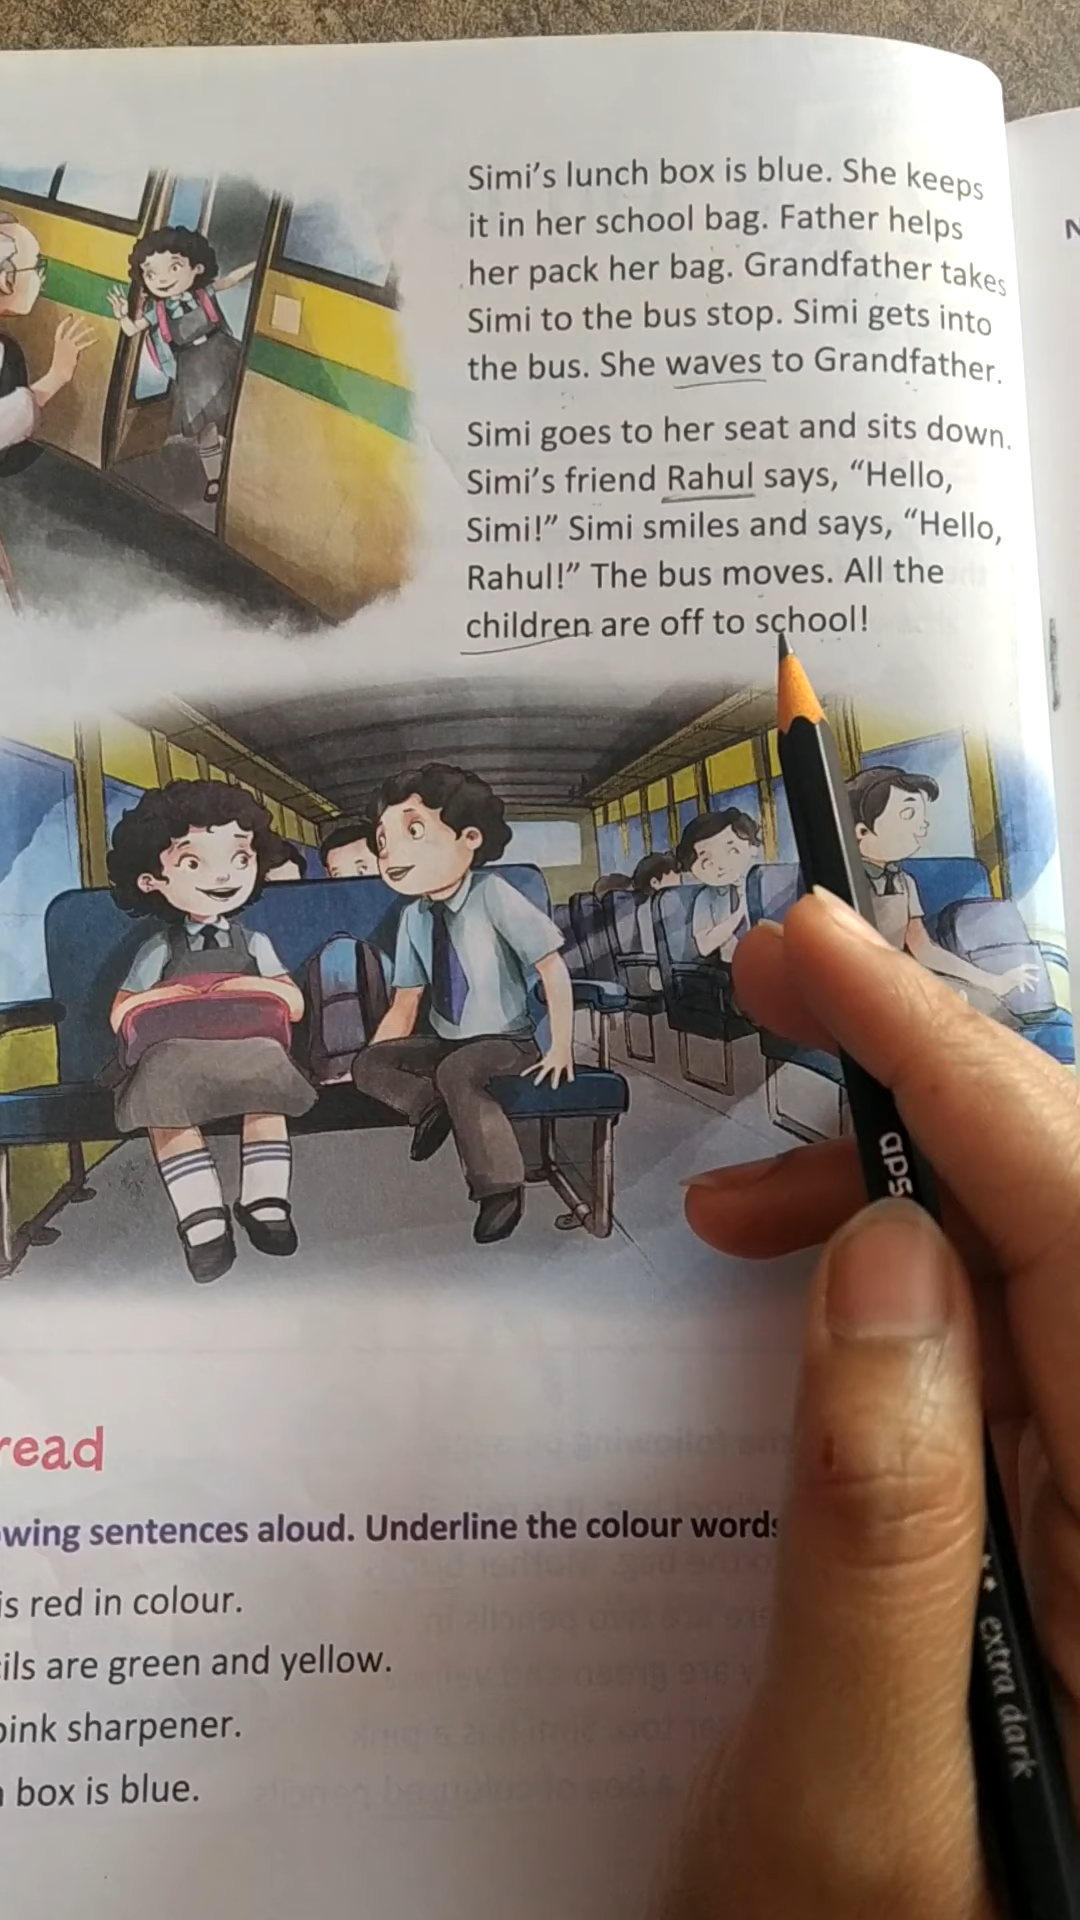 Simi's lunch box is blue. She keeps
it in her school bag. Father helps
her pack her bag. Grandfather takes
Simi to the bus stop. Simi gets into
the bus. She waves to Grandfather.
Simi goes to her seat and sits down.
Simi's friend Rahul says, “Hello,
Simi!” Simi smiles and says, “Hello,
Rahul!” The bus moves. All the
children are off to school!
read
wing sentences aloud. Underline the colour words
is red in colour.
ils are green and yellow.
pink sharpener.
box is blue.
aps
extra dark
N